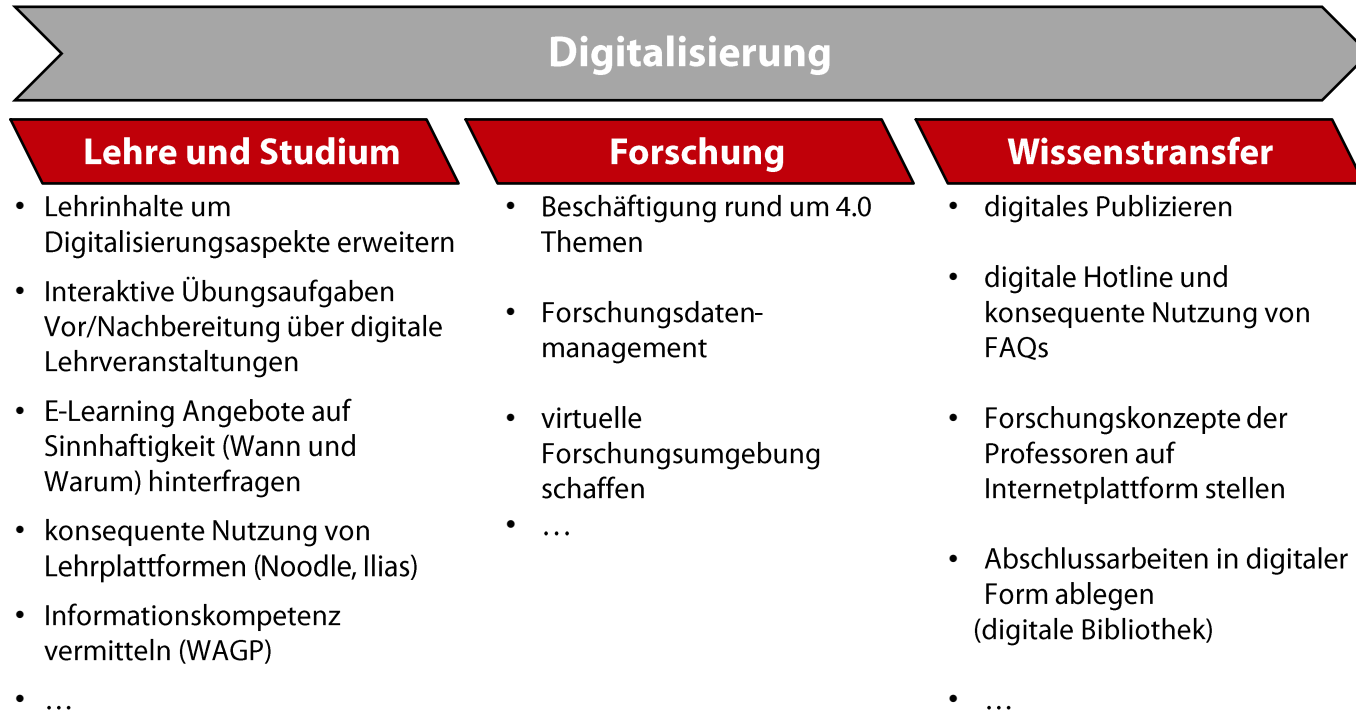 Digitalisierung
Lehre und Studium
• Lehrinhalte um
Digitalisierungsaspekte erweitern
• Interaktive Übungsaufgaben
Vor/Nachbereitung über digitale
Lehrveranstaltungen
• E-Learning Angebote auf
Sinnhaftigkeit (Wann und
Warum) hinterfragen
• konsequente Nutzung von
Lehrplattformen (Noodle, Ilias)
• Informationskompetenz
vermitteln (WAGP)
• …
Forschung
• Beschäftigung rund um 4.0
Themen
• Forschungsdaten-
management
• virtuelle
Forschungsumgebung
schaffen
• …
Wissenstransfer
• digitales Publizieren
• digitale Hotline und
konsequente Nutzung von
FAQs
• Forschungskonzepte der
Professoren auf
Internetplattform stellen
• Abschlussarbeiten in digitaler
Form ablegen
(digitale Bibliothek)
• …